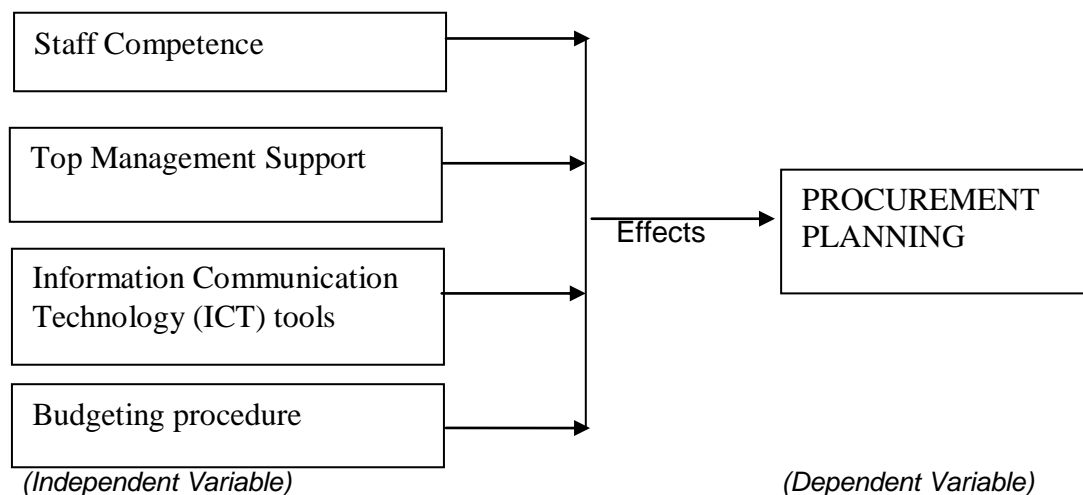 Staff Competence
Top Management Support
Information Communication
Technology (ICT) tools
Budgeting procedure
(Independent Variable)
Effects
PROCUREMENT
PLANNING
(Dependent Variable)